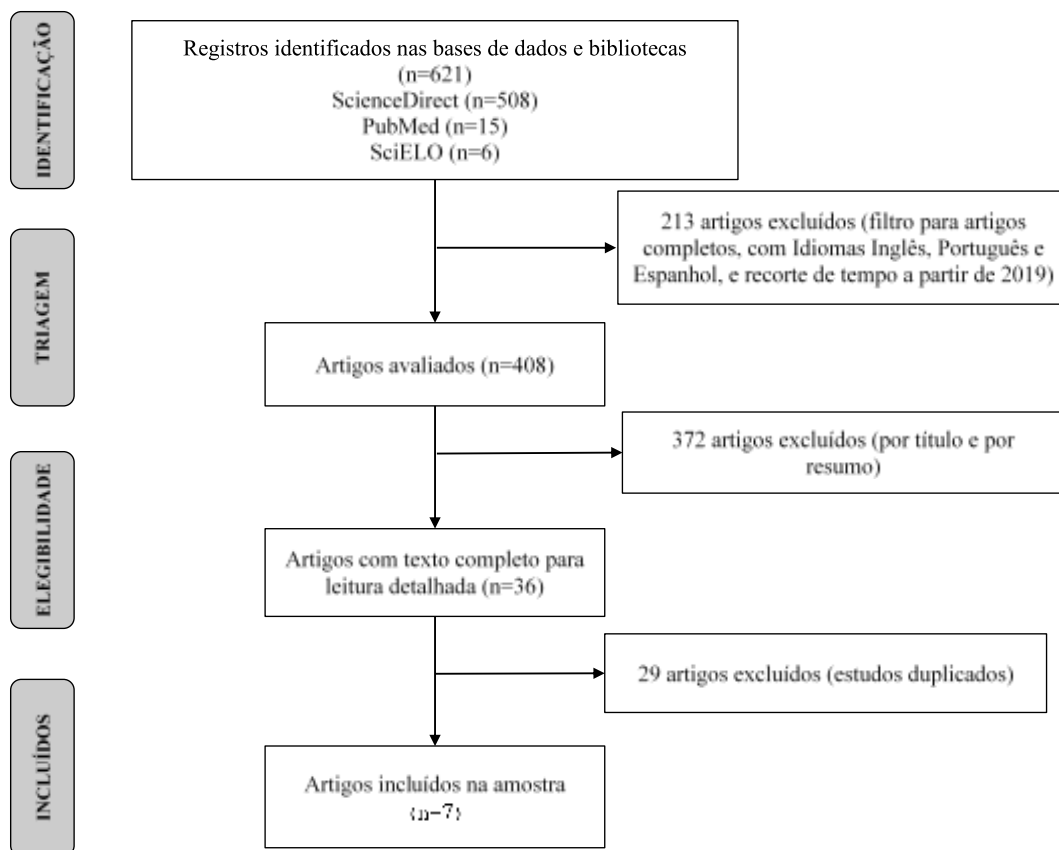 IDENTIFICAÇÃO
Registros identificados nas bases de dados e bibliotecas
(n=621)
ScienceDirect (n=508)
PubMed (n=15)
SciELO (n=6)
213 artigos excluídos (filtro para artigos
completos, com Idiomas Inglês, Português e
Espanhol, e recorte de tempo a partir de 2019)
TRIAGEM
Artigos avaliados (n=408)
372 artigos excluídos (por título e por
resumo)
ELEGIBILIDADE
Artigos com texto completo para
leitura detalhada (n=36)
29 artigos excluídos (estudos duplicados)
INCLUÍDOS
Artigos incluídos na amostra
(n=7)